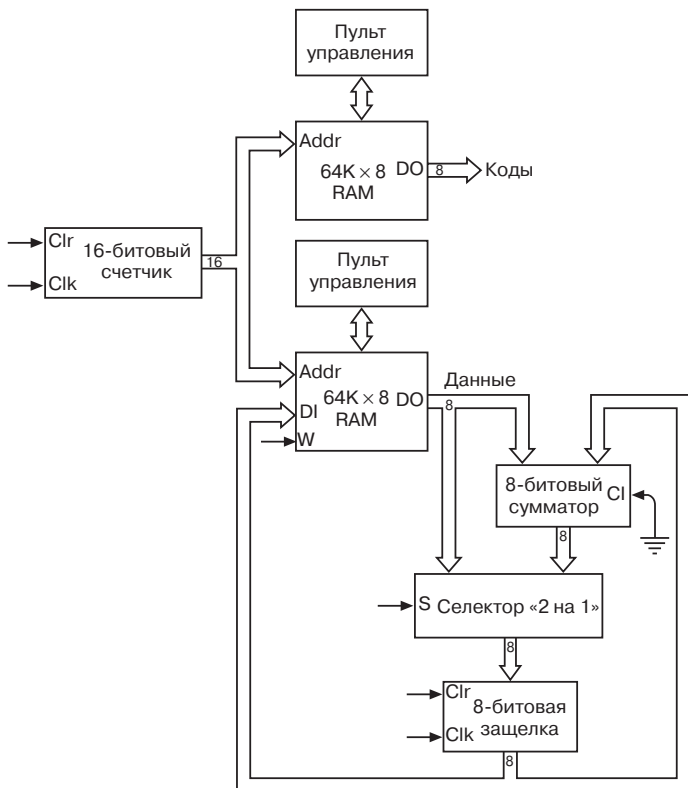 Пульт
управления
Addr
64K × 8
RAM
DO
8
Коды
Clr
Clk
16-битовый
счетчик
16
Пульт
управления
Addr
DI
W
64K × 8
RAM
DO
Данные
8
8-битовый
сумматор
CI
8
S
Селектор «2 на 1»
8
Clr
Clk
8-битовая
защелка
8